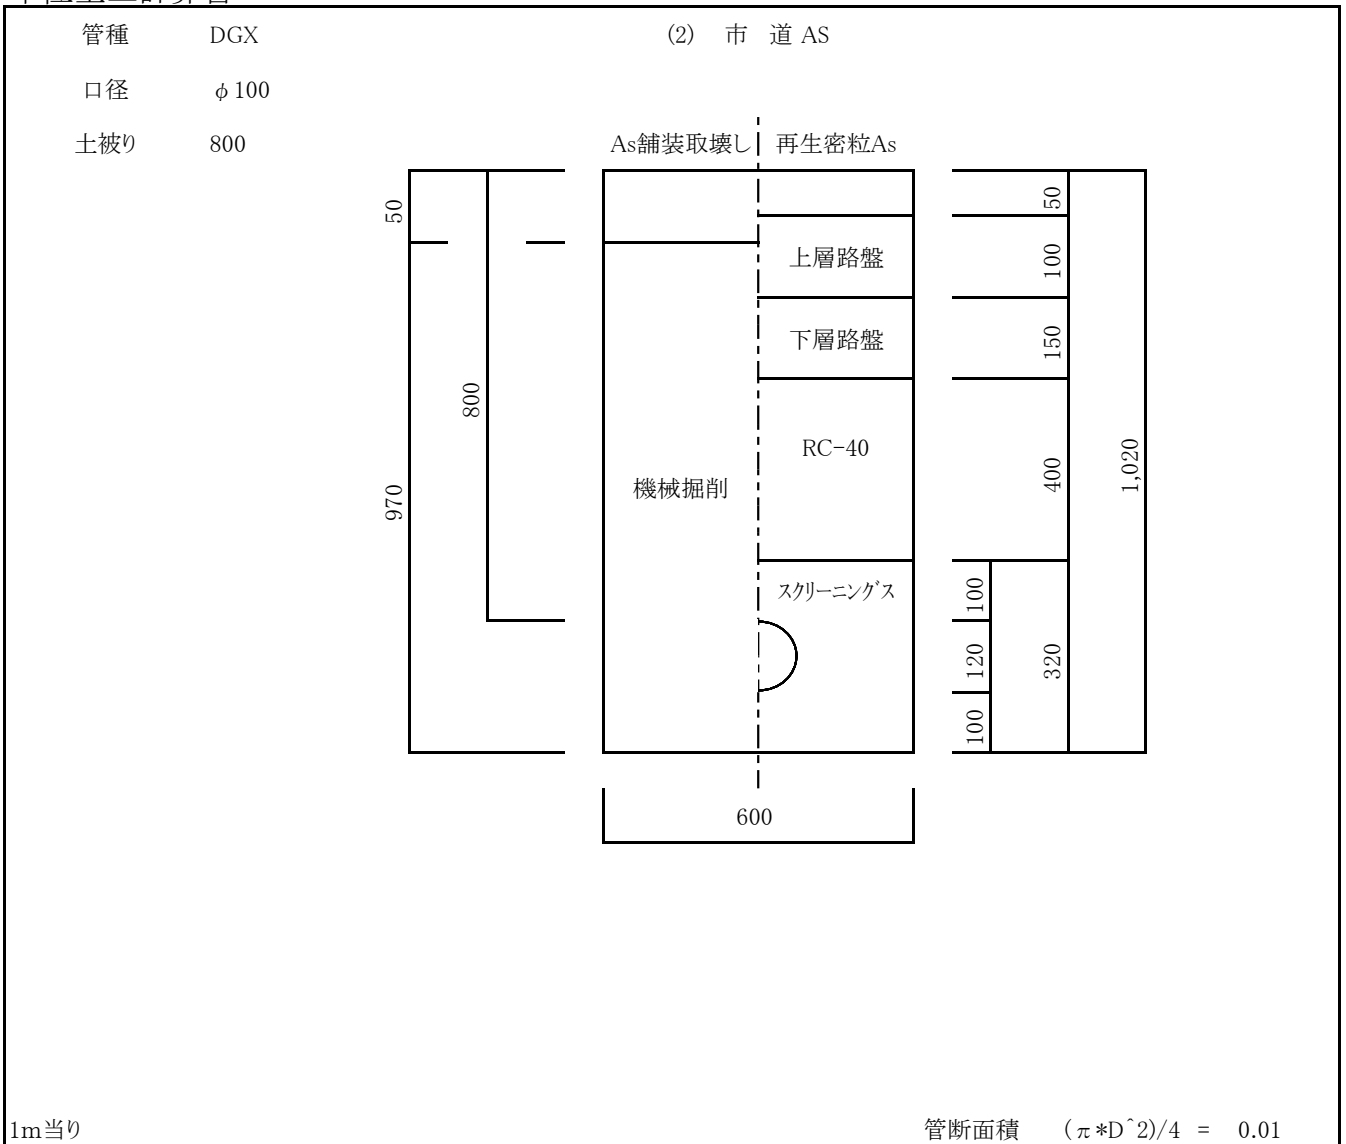 管種 DGX (2) 市 道 AS
口径 φ100
土被り 800 As舗装取壊し 再生密粒As
50 50
上層路盤 100
下層路盤 150
800
RC-40
1,020
機械掘削 400
970
スクリーニングス 100
120 320
100
600
1m当り 管断面積 (π*D^2)/4 = 0.01